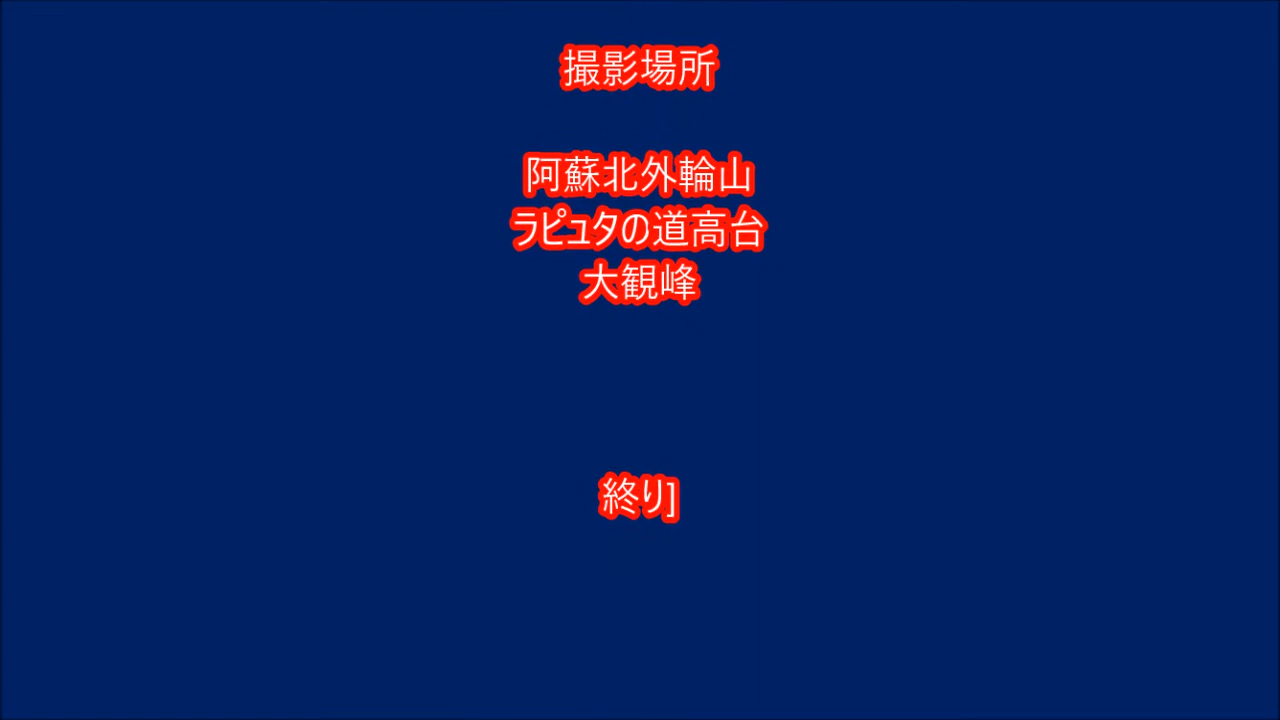 撮影場所
阿蘇北外輪山
ラピュタの道高台
大観峰
終り]